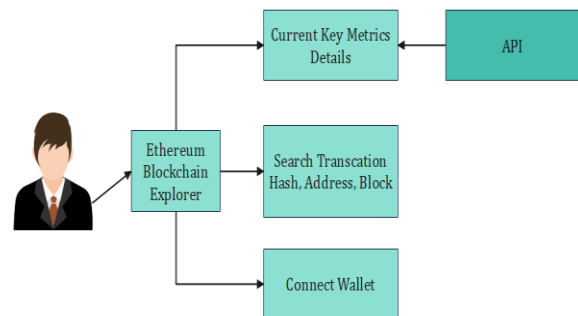 Current Key Metrics
Details
API
Ethereum
Blockchain
Explorer
Search Transcation
Hash, Address, Block
Connect Wallet